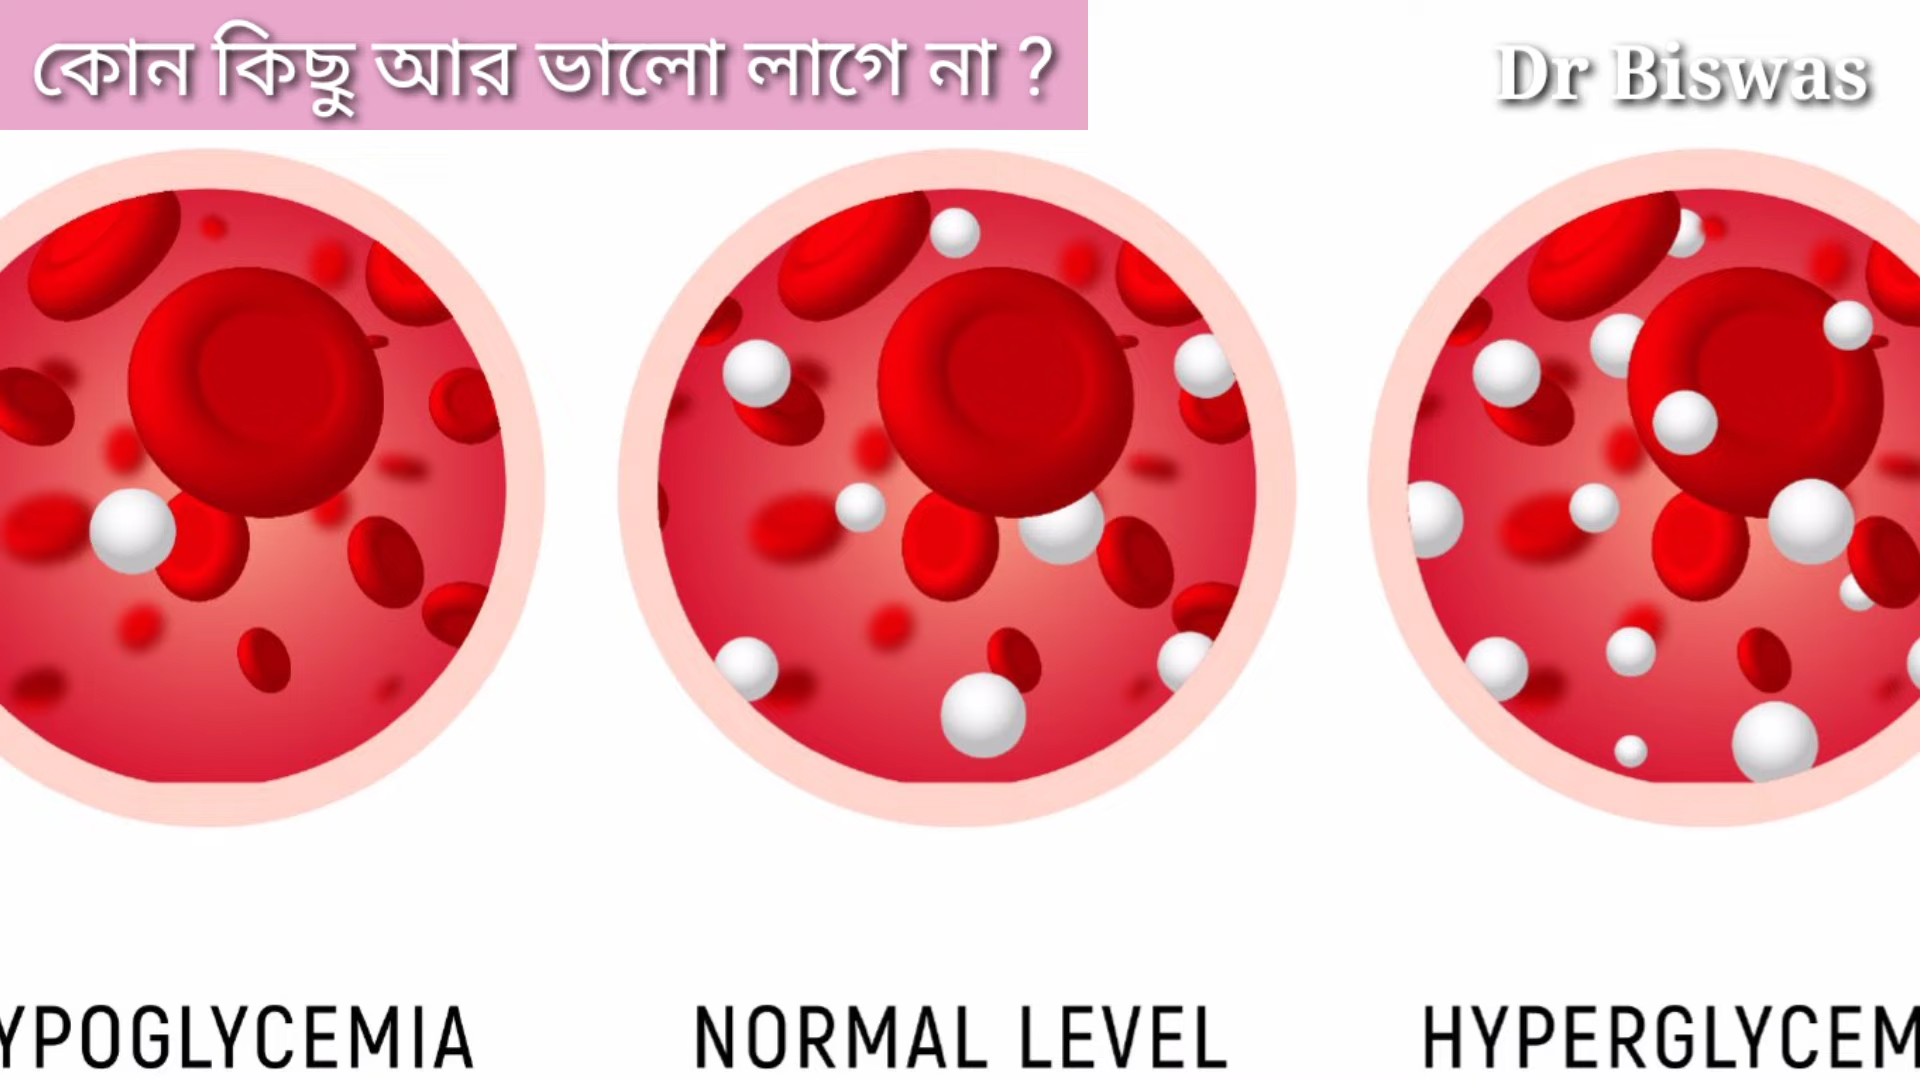 কোন কিছু আর ভালো লাগে না ?
Dr Biswas
YPOGLYCEMIA
NORMAL LEVEL
HYPERGLYCEM